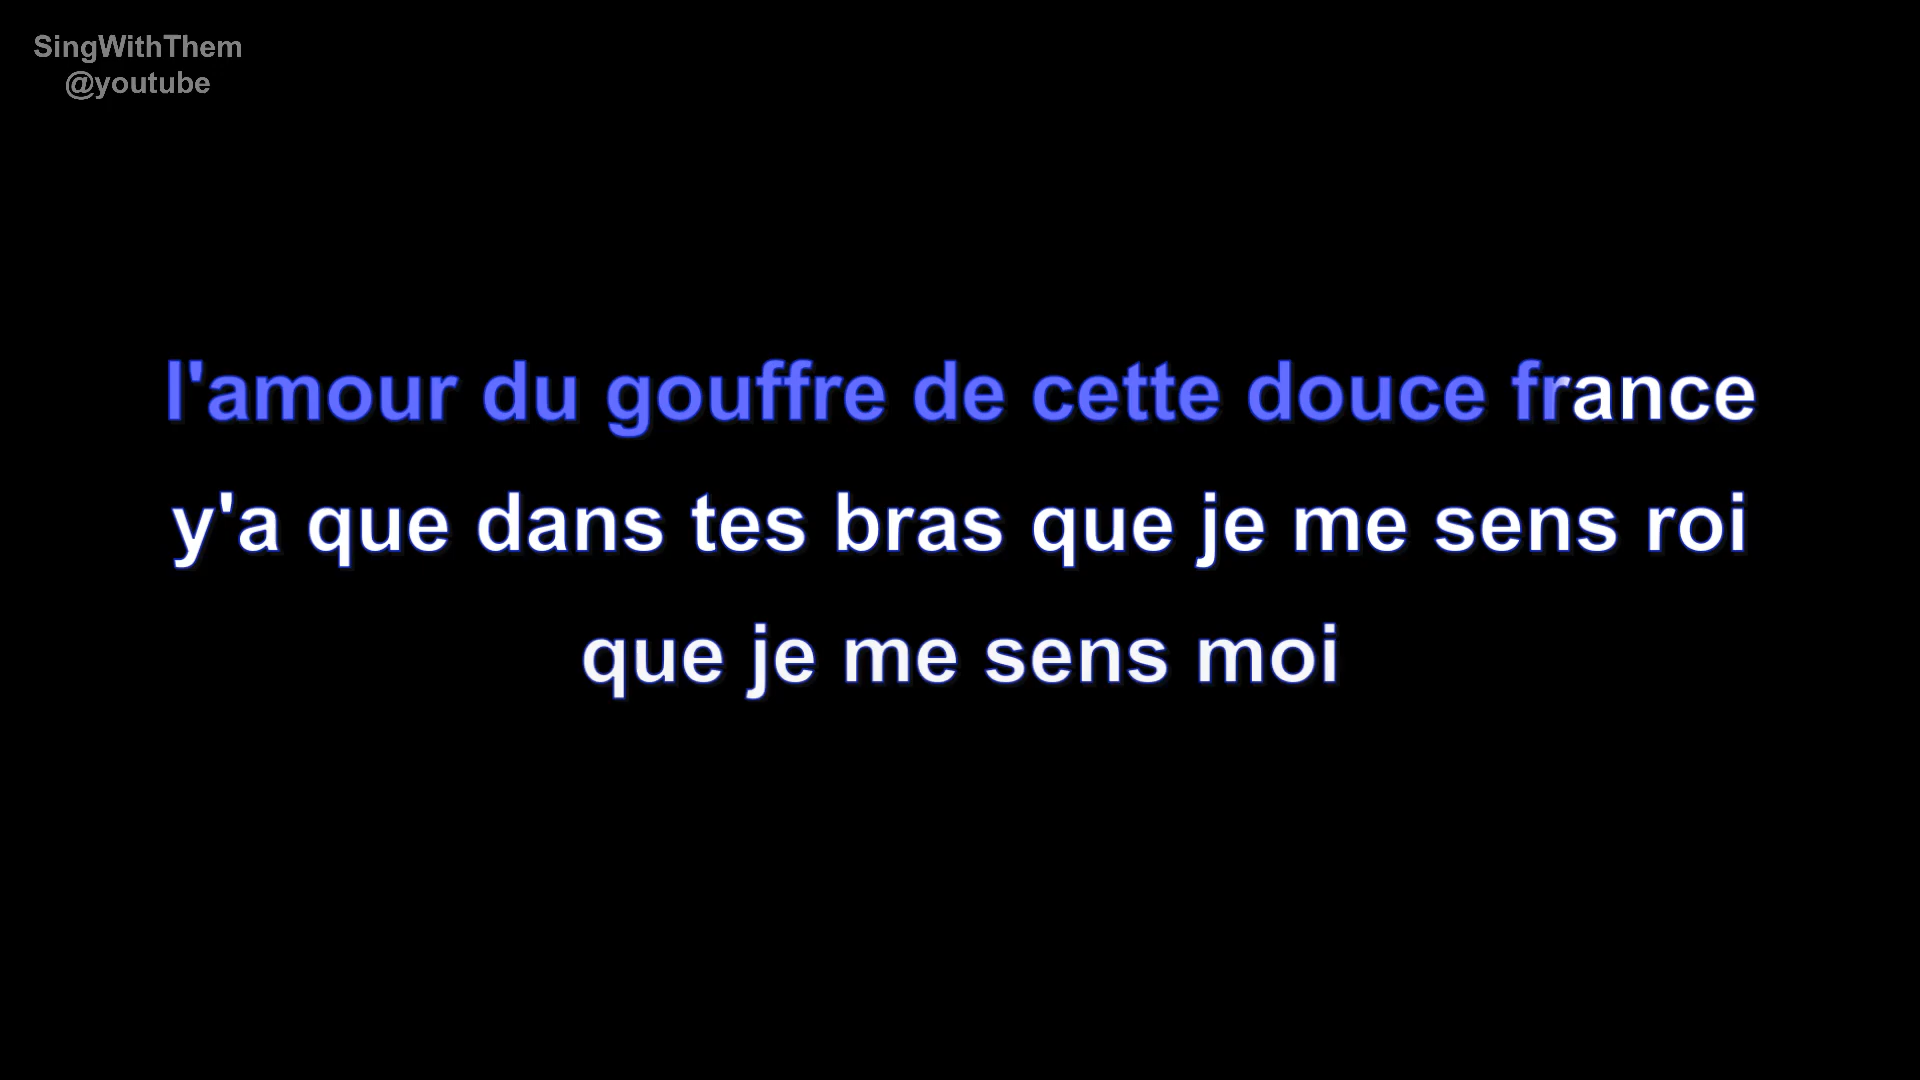 SingWithThem
@youtube
l'amour du gouffre de cette douce france
y'a que dans tes bras que je me sens roi
que je me sens moi